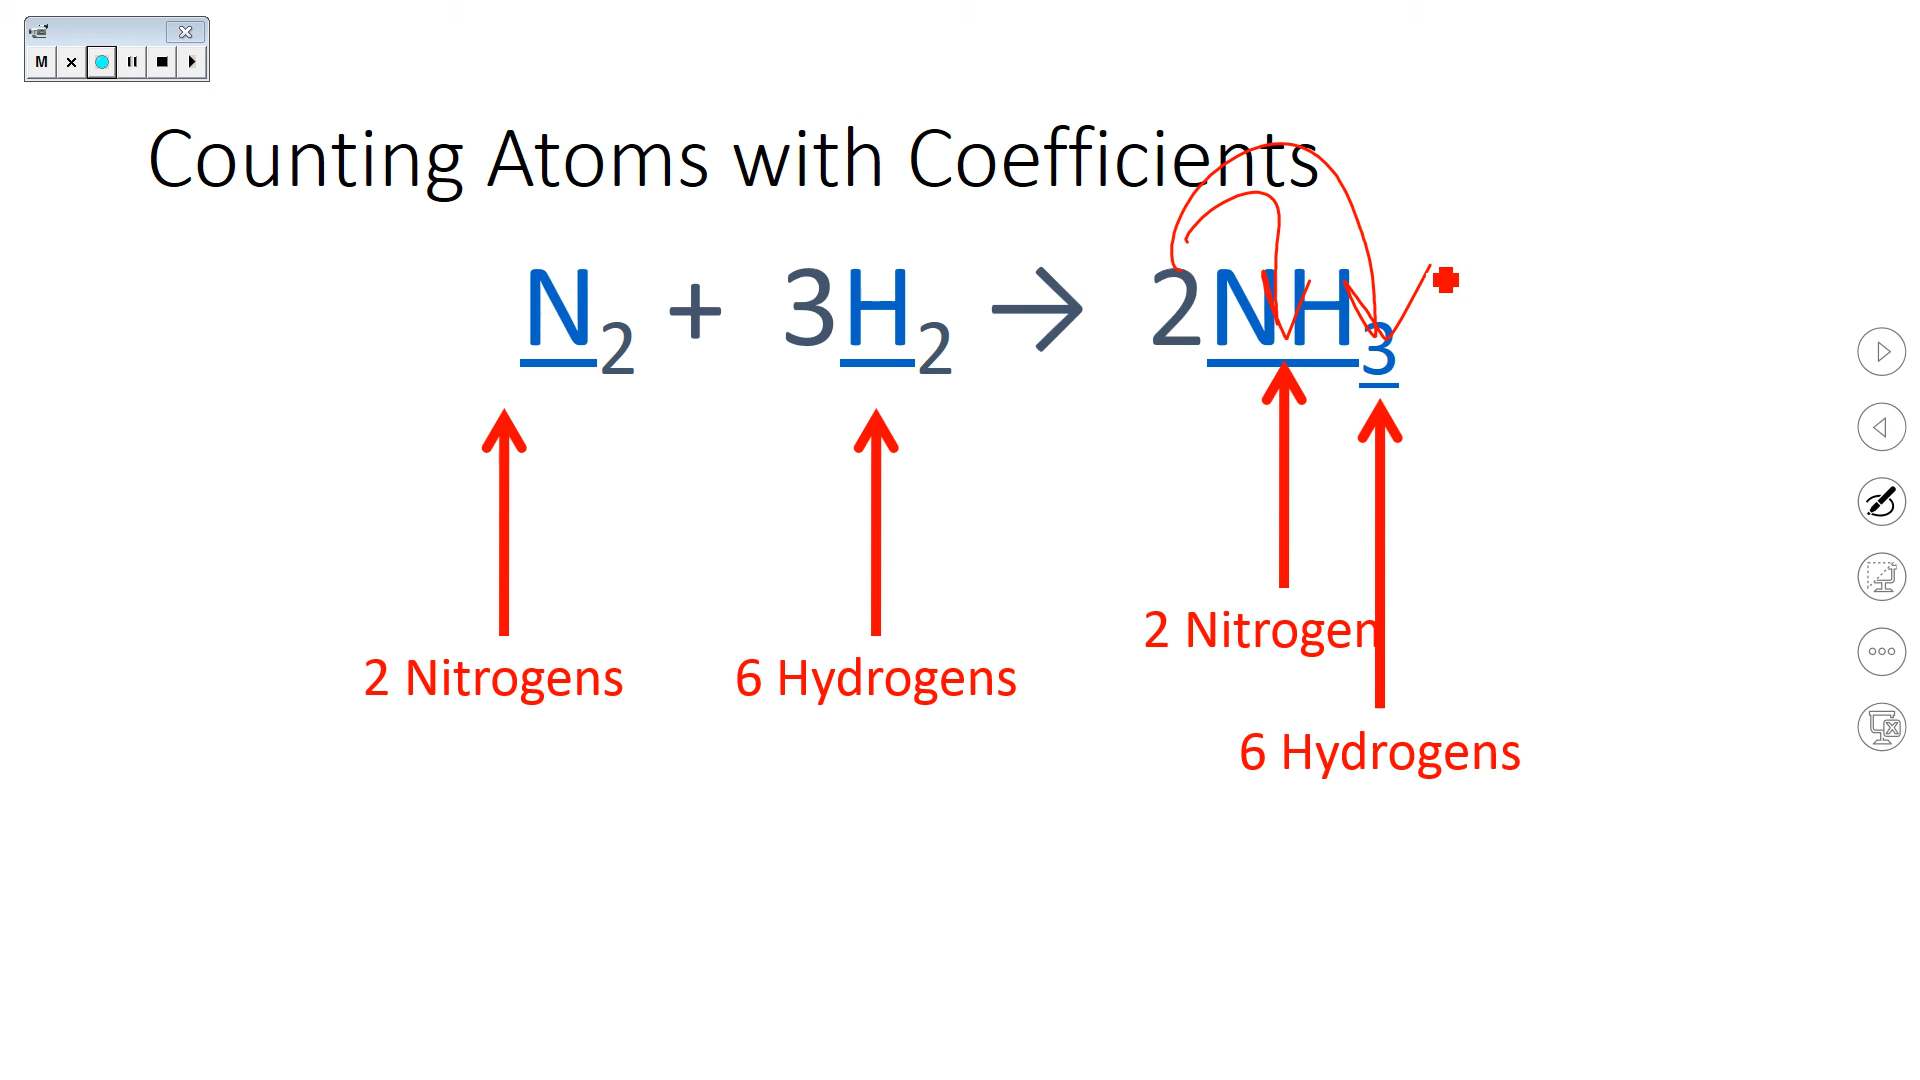 M
Counting Atoms with Coefficients
N₂ + 3H₂ → 2NH₃
2 Nitrogen
2 Nitrogens
6 Hydrogens
6 Hydrogens